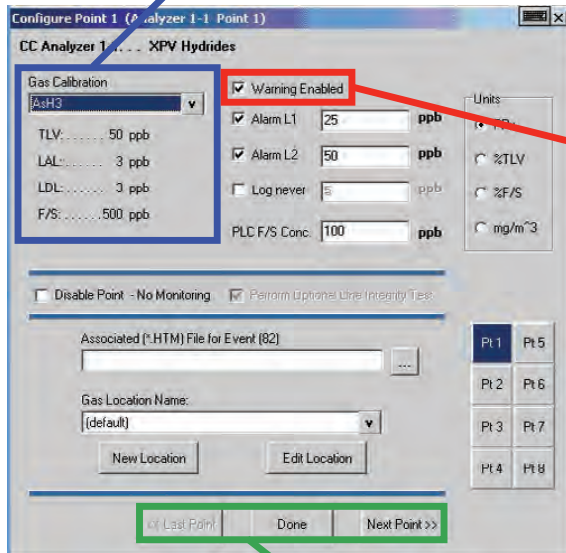 Configure Point 1 (Analyzer 1-1 Point 1)
CC Analyzer 1-1. . . . XPV Hydrides
Gas Calibration
AsH3
TLV:. . . . . . 50 ppb
LAL:. . . . . . 3 ppb
LDL:. . . . . . 3 ppb
F/S:. . . . . .500 ppb
Warning Enabled
Alarm L1 25 ppb
Alarm L2 50 ppb
Log never 5 ppb
PLC F/S Conc. 100 ppb
Units
%TLV
%F/S
mg/m^3
Disable Point - No Monitoring
Perform Optional Line Integrity Test
Associated (*.HTM) File for Event (82)
...
Gas Location Name:
(default)
New Location
Edit Location
Pt 1 Pt 5
Pt 2 Pt 6
Pt 3 Pt 7
Pt 4 Pt 8
<< Last Point
Done
Next Point >>